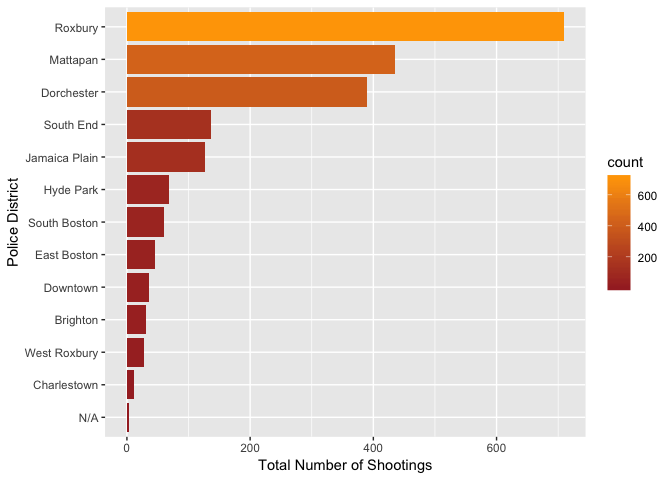 Roxbury
Mattapan
Dorchester
South End
Jamaica Plain
Hyde Park
South Boston
East Boston
Downtown
Brighton
West Roxbury
Charlestown
N/A
Police District
0 200 400 600
Total Number of Shootings
count
600
400
200